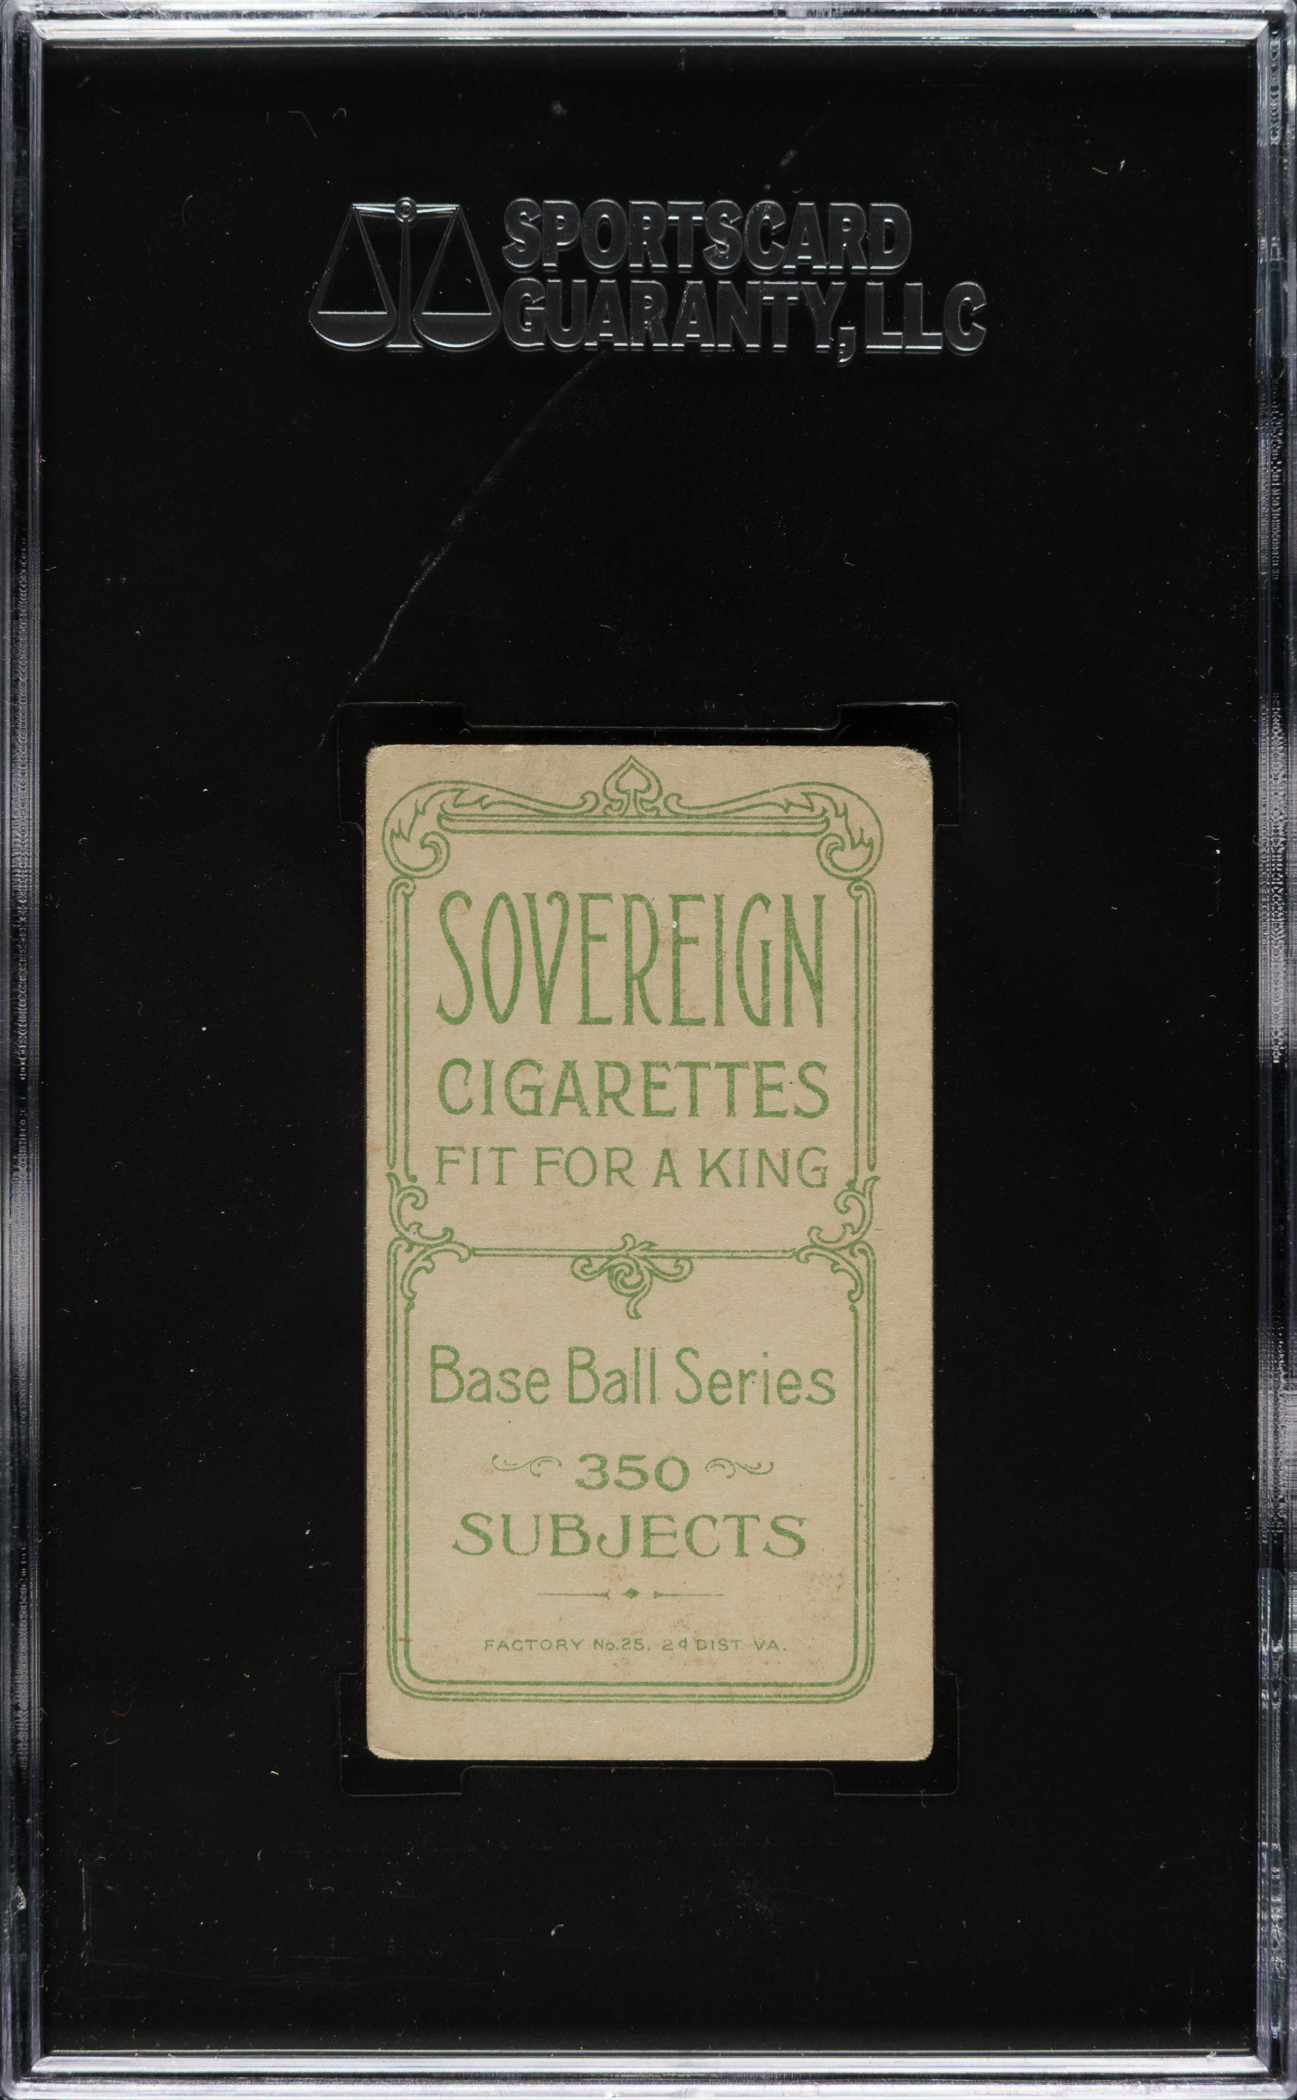 SPORTSCARD
GUARANTY, LLC
SOVEREIGN
CIGARETTES
FIT FOR A KING
Base Ball Series
350
SUBJECTS
FACTORY No. 25, 2d DIST VA.